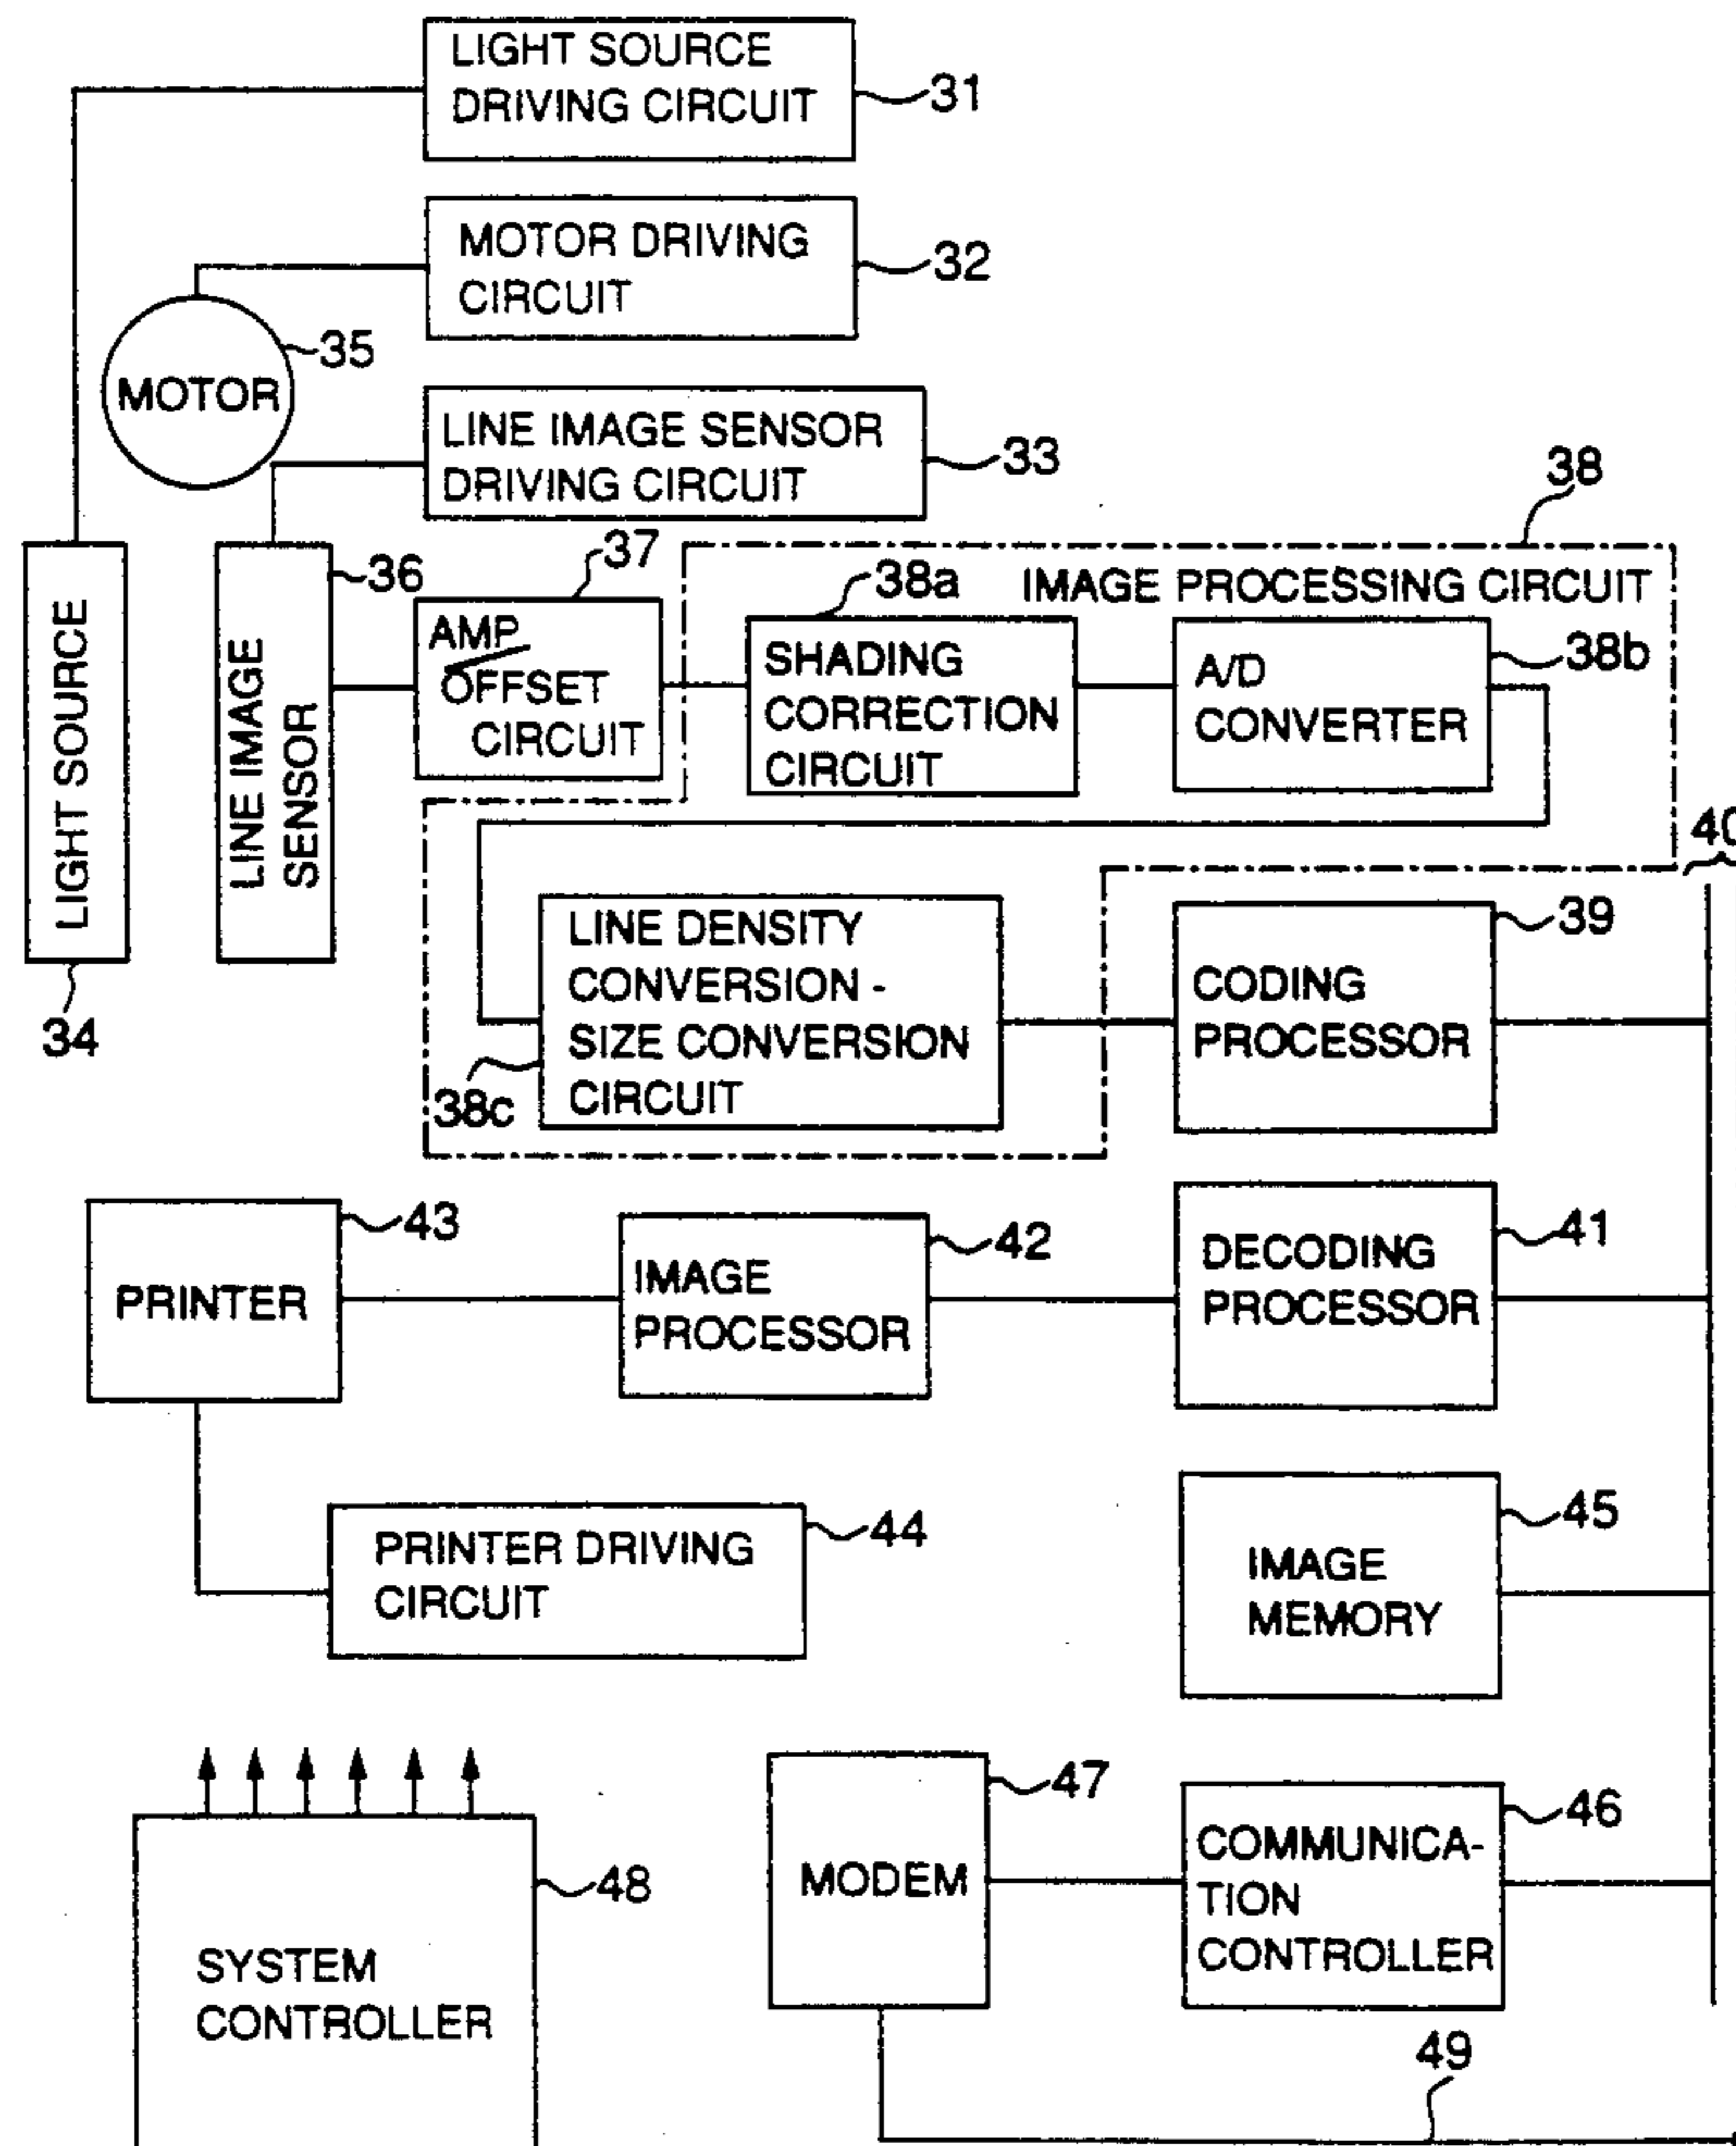 LIGHT SOURCE
DRIVING CIRCUIT
31
MOTOR DRIVING
CIRCUIT
32
35
MOTOR
LINE IMAGE SENSOR
DRIVING CIRCUIT
33
38
37
36
38a
IMAGE PROCESSING CIRCUIT
LIGHT SOURCE
34
LINE IMAGE
SENSOR
AMP
OFFSET
CIRCUIT
SHADING
CORRECTION
CIRCUIT
A/D
CONVERTER
38b
40
LINE DENSITY
CONVERSION -
SIZE CONVERSION
CIRCUIT
38c
39
CODING
PROCESSOR
43
PRINTER
42
IMAGE
PROCESSOR
41
DECODING
PROCESSOR
44
PRINTER DRIVING
CIRCUIT
45
IMAGE
MEMORY
47
MODEM
46
COMMUNICA-
TION
CONTROLLER
48
SYSTEM
CONTROLLER
49